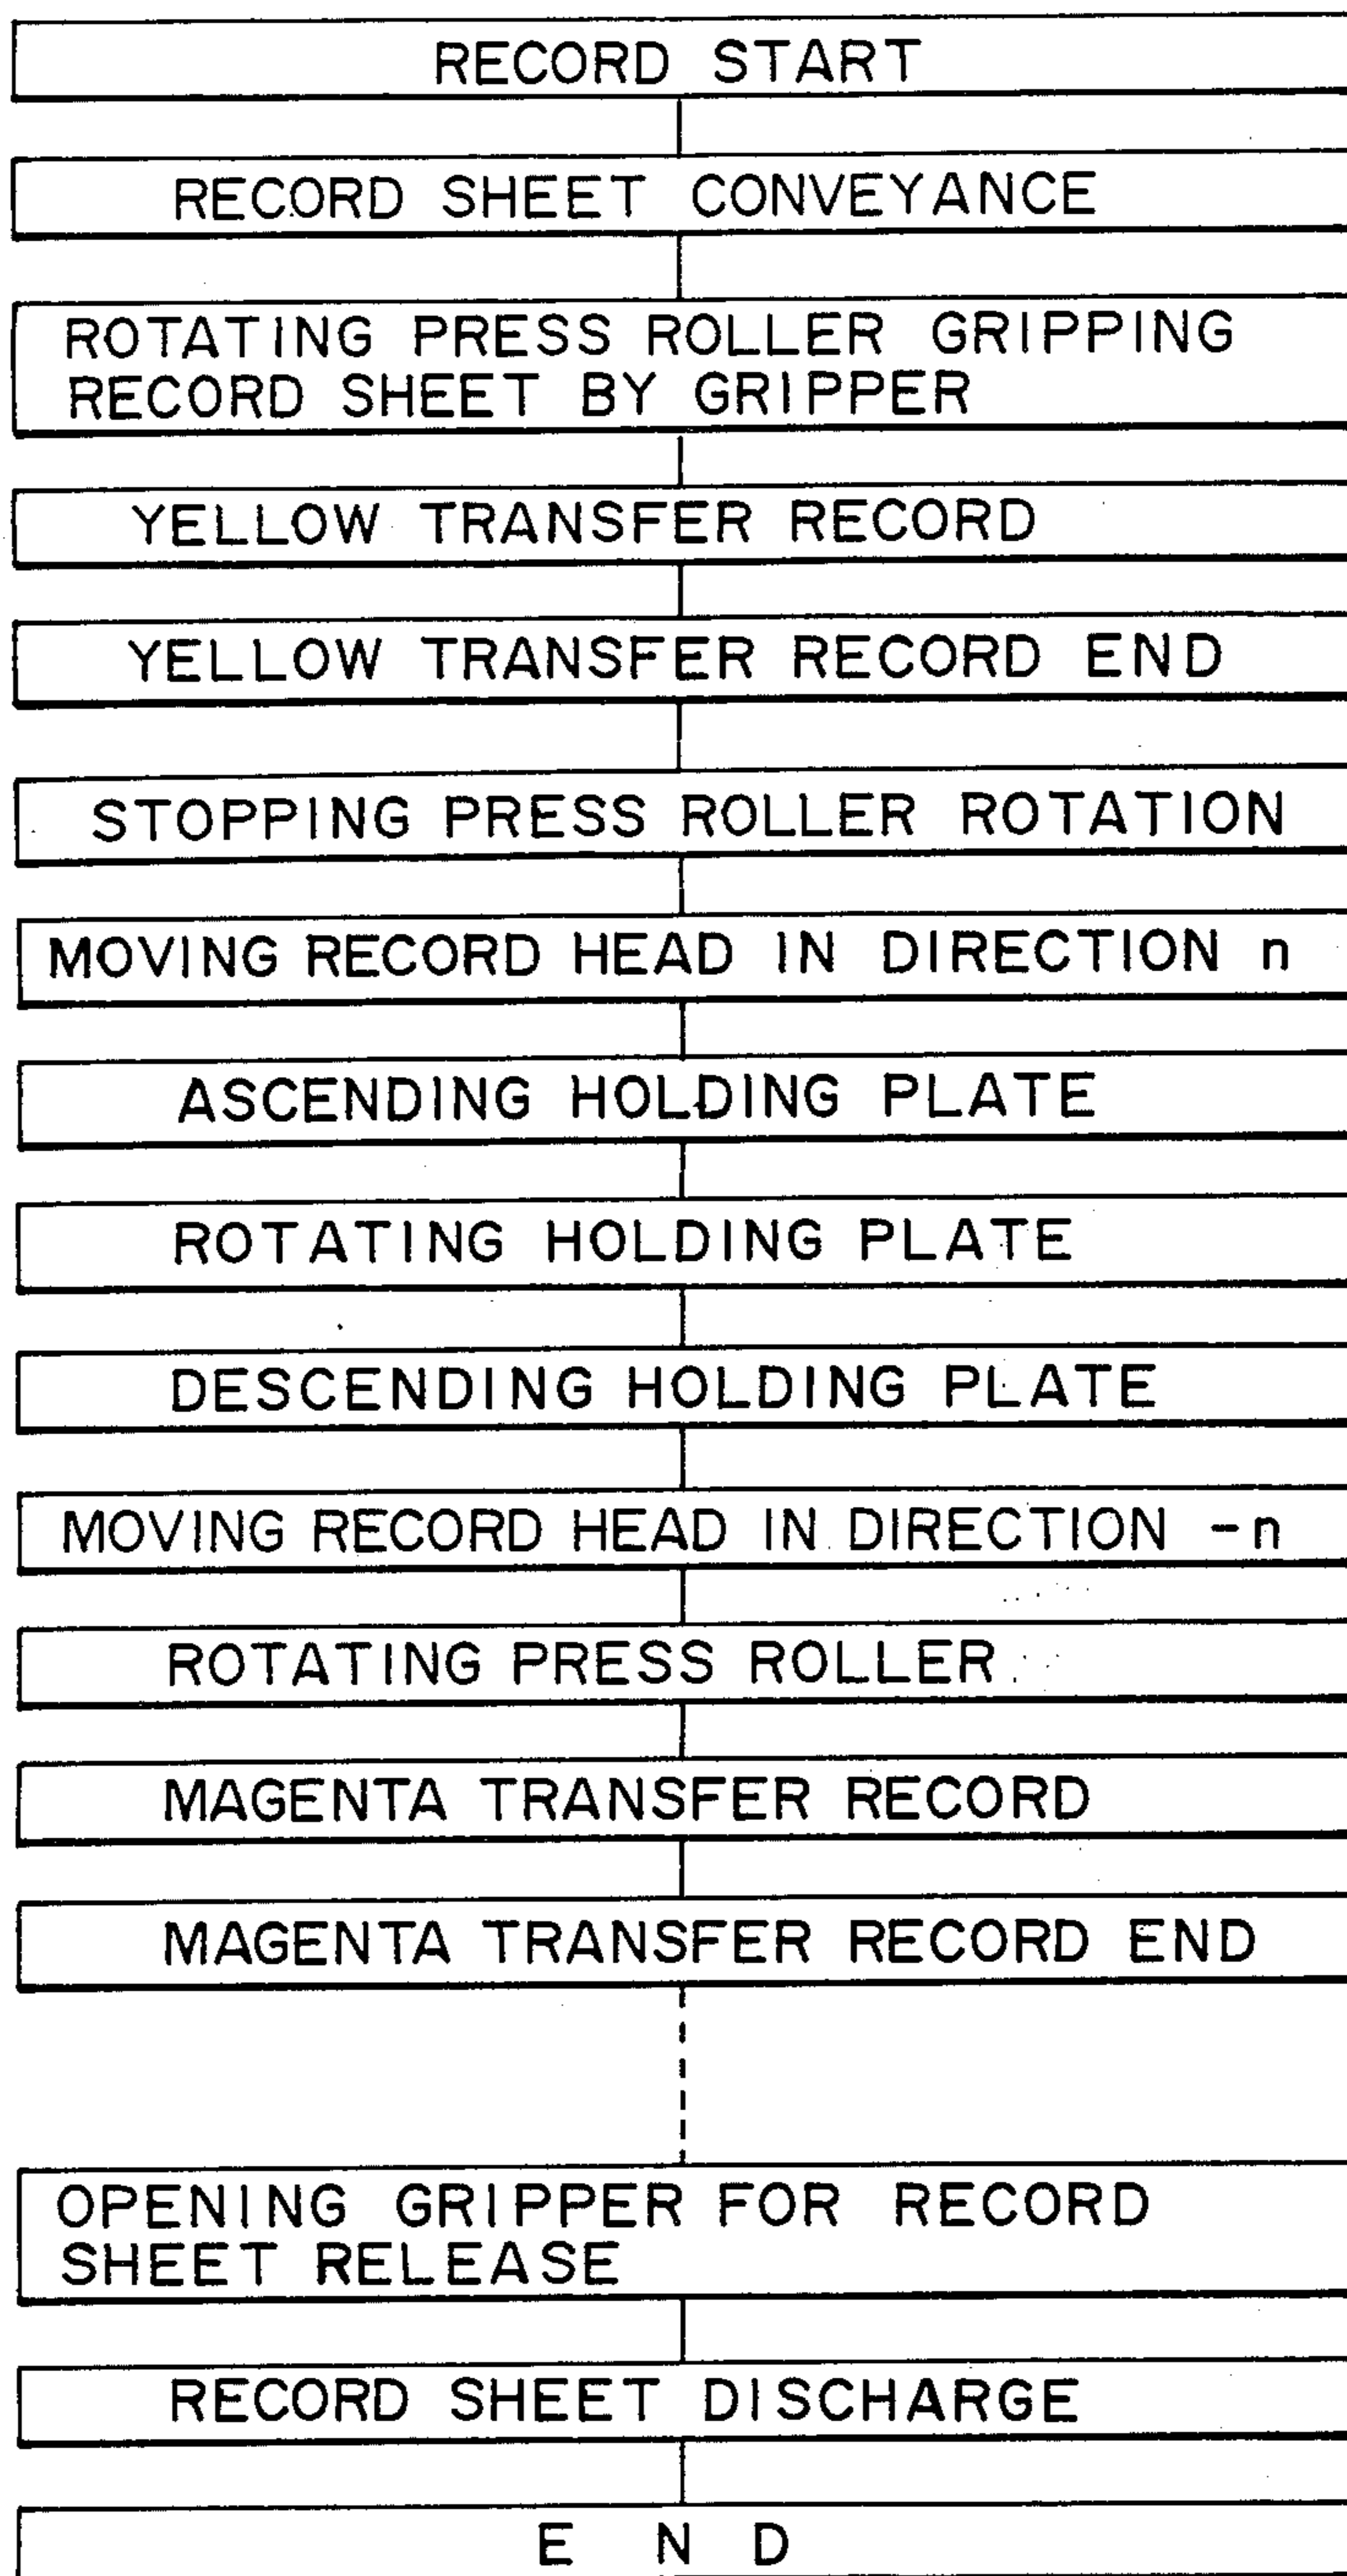 RECORD START
RECORD SHEET CONVEYANCE
ROTATING PRESS ROLLER GRIPPING
RECORD SHEET BY GRIPPER
YELLOW TRANSFER RECORD
YELLOW TRANSFER RECORD END
STOPPING PRESS ROLLER ROTATION
MOVING RECORD HEAD IN DIRECTION n
ASCENDING HOLDING PLATE
ROTATING HOLDING PLATE
DESCENDING HOLDING PLATE
MOVING RECORD HEAD IN DIRECTION -n
ROTATING PRESS ROLLER
MAGENTA TRANSFER RECORD
MAGENTA TRANSFER RECORD END
OPENING GRIPPER FOR RECORD
SHEET RELEASE
RECORD SHEET DISCHARGE
E N D